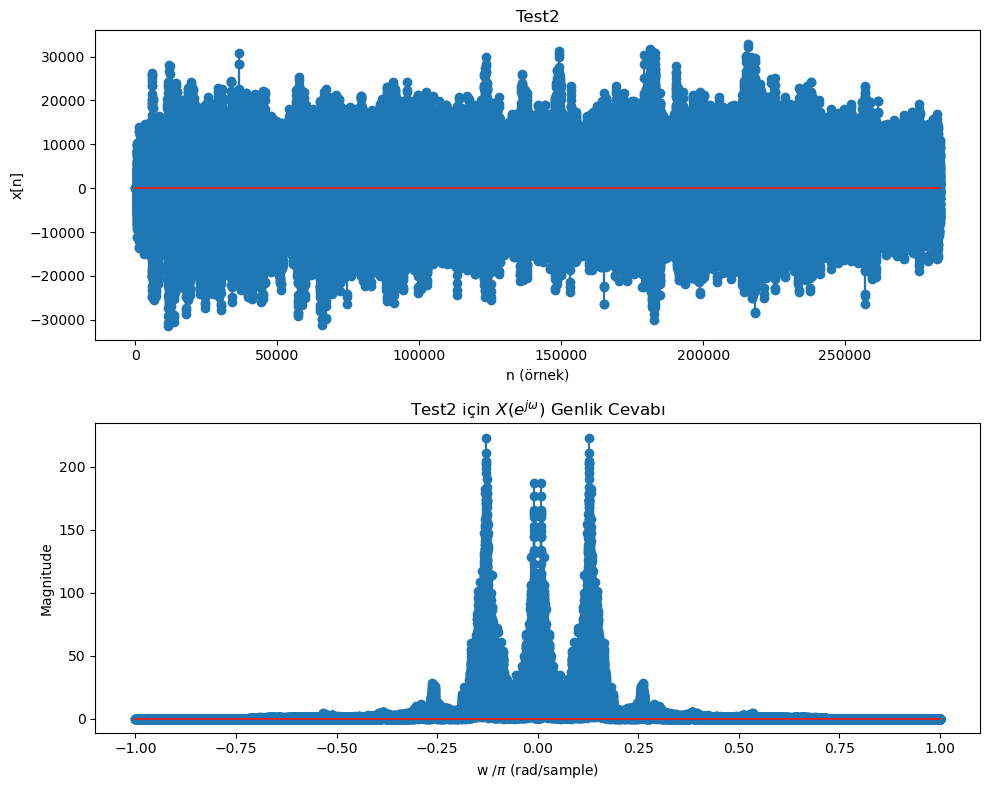 Test2
30000
20000
10000
0
−10000
−20000
−30000
x[n]
0 50000 100000 150000 200000 250000
n (örnek)
Test2 için $X(e^{j\omega})$ Genlik Cevabı
200
150
100
50
0
Magnitude
−1.00 −0.75 −0.50 −0.25 0.00 0.25 0.50 0.75 1.00
w /π (rad/sample)